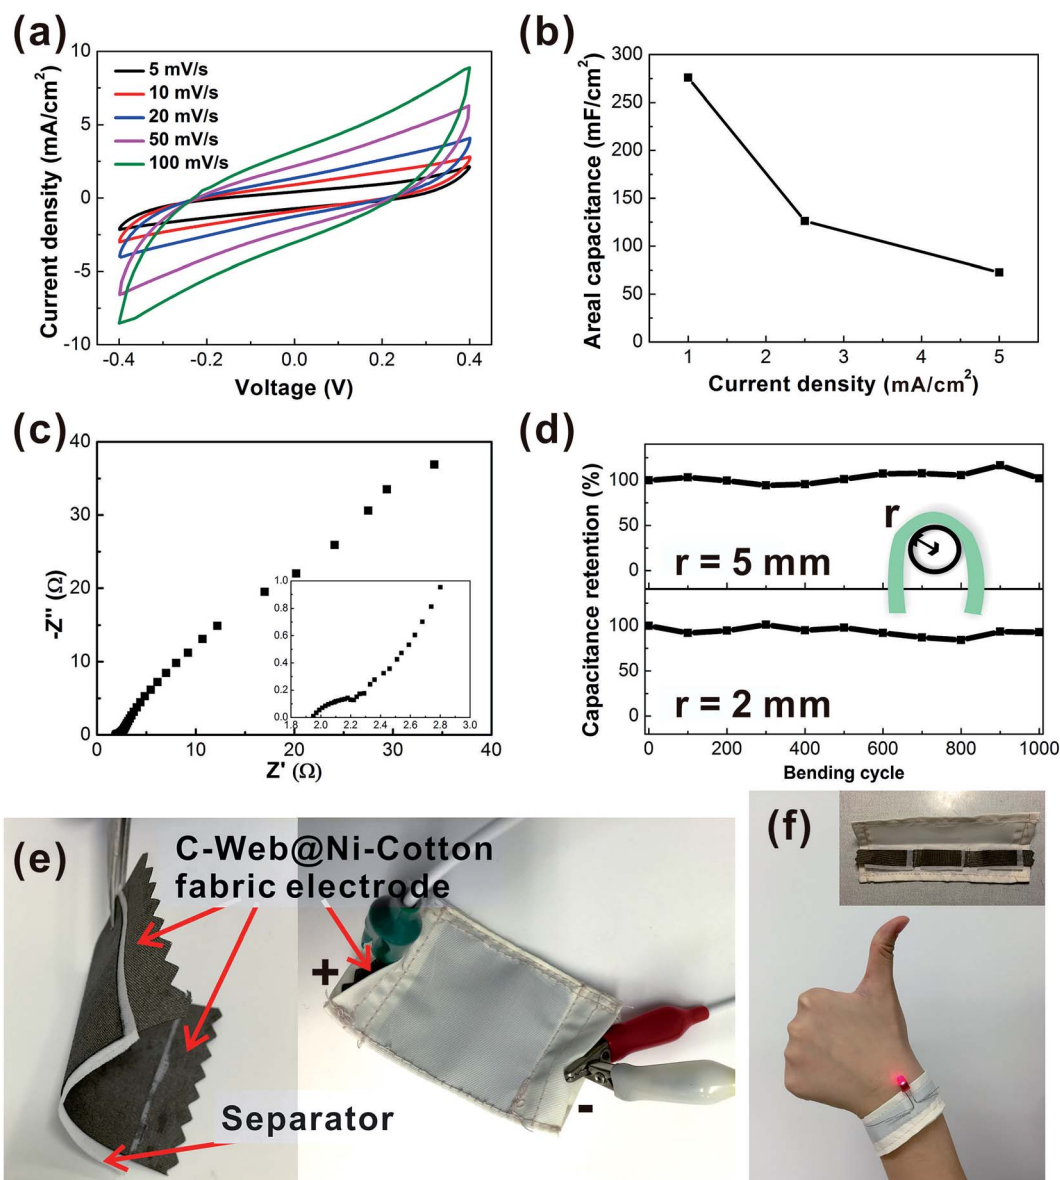 (a)
10
5
0
-5
-10
Current density (mA/cm²)
5 mV/s
10 mV/s
20 mV/s
50 mV/s
100 mV/s
-0.4
-0.2
0.0
0.2
0.4
Voltage (V)
(b)
300
250
200
150
100
50
0
Areal capacitance (mF/cm²)
1
2
3
4
5
Current density (mA/cm²)
(c)
40
30
20
10
0
-Z'' (Ω)
1.0
0.8
0.6
0.4
0.2
0.0
1.8
2.0
2.2
2.4
2.6
2.8
3.0
0
10
20
30
40
Z' (Ω)
(d)
Capacitance retention (%)
100
50
0
r
r = 5 mm
100
50
0
r = 2 mm
0
200
400
600
800
1000
Bending cycle
(e)
C-Web@Ni-Cotton
fabric electrode
+
-
Separator
(f)